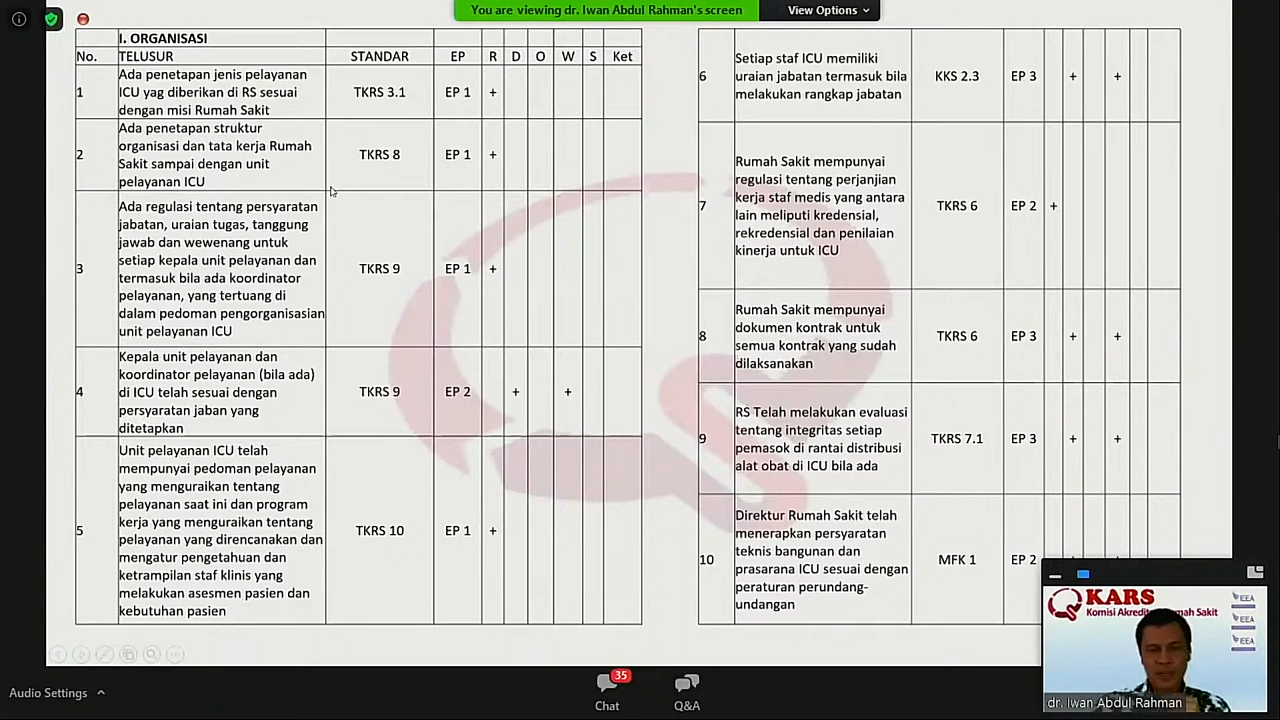 You are viewing dr. Iwan Abdul Rahman's screen
View Options
I. ORGANISASI
No. TELUSUR STANDAR EP R D O W S Ket
1 Ada penetapan jenis pelayanan
ICU yag diberikan di RS sesuai
dengan misi Rumah Sakit
TKRS 3.1 EP 1 +
2 Ada penetapan struktur
organisasi dan tata kerja Rumah
Sakit sampai dengan unit
pelayanan ICU
TKRS 8 EP 1 +
3 Ada regulasi tentang persyaratan
jabatan, uraian tugas, tanggung
jawab dan wewenang untuk
setiap kepala unit pelayanan dan
termasuk bila ada koordinator
pelayanan, yang tertuang di
dalam pedoman pengorganisasian
unit pelayanan ICU
TKRS 9 EP 1 +
4 Kepala unit pelayanan dan
koordinator pelayanan (bila ada)
di ICU telah sesuai dengan
persyaratan jaban yang
ditetapkan
TKRS 9 EP 2 + +
5 Unit pelayanan ICU telah
mempunyai pedoman pelayanan
yang menguraikan tentang
pelayanan saat ini dan program
kerja yang menguraikan tentang
pelayanan yang direncanakan dan
mengatur pengetahuan dan
ketrampilan staf klinis yang
melakukan asesmen pasien dan
kebutuhan pasien
TKRS 10 EP 1 +
6 Setiap staf ICU memiliki
uraian jabatan termasuk bila
melakukan rangkap jabatan
KKS 2.3 EP 3 + +
7 Rumah Sakit mempunyai
regulasi tentang perjanjian
kerja staf medis yang antara
lain meliputi kredensial,
rekredensial dan penilaian
kinerja untuk ICU
TKRS 6 EP 2 +
8 Rumah Sakit mempunyai
dokumen kontrak untuk
semua kontrak yang sudah
dilaksanakan
TKRS 6 EP 3 + +
9 RS Telah melakukan evaluasi
tentang integritas setiap
pemasok di rantai distribusi
alat obat di ICU bila ada
TKRS 7.1 EP 3 + +
10 Direktur Rumah Sakit telah
menerapkan persyaratan
teknis bangunan dan
prasarana ICU sesuai dengan
peraturan perundang-
undangan
MFK 1 EP 2
KARS
Komisi Akreditasi Rumah Sakit
IEEA
IEEA
IEEA
dr. Iwan Abdul Rahman
Audio Settings
35
Chat
Q&A